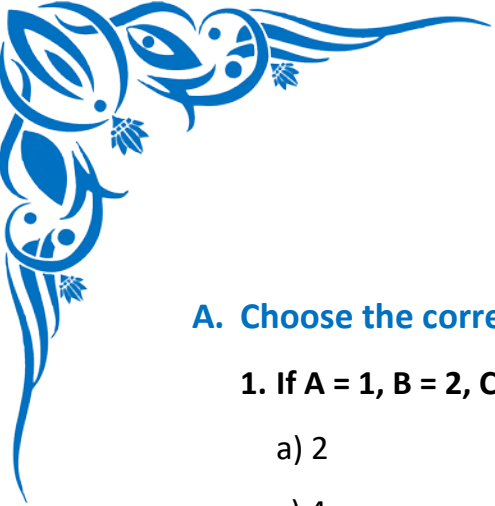 A. Choose the corre
1. If A = 1, B = 2, C
a) 2